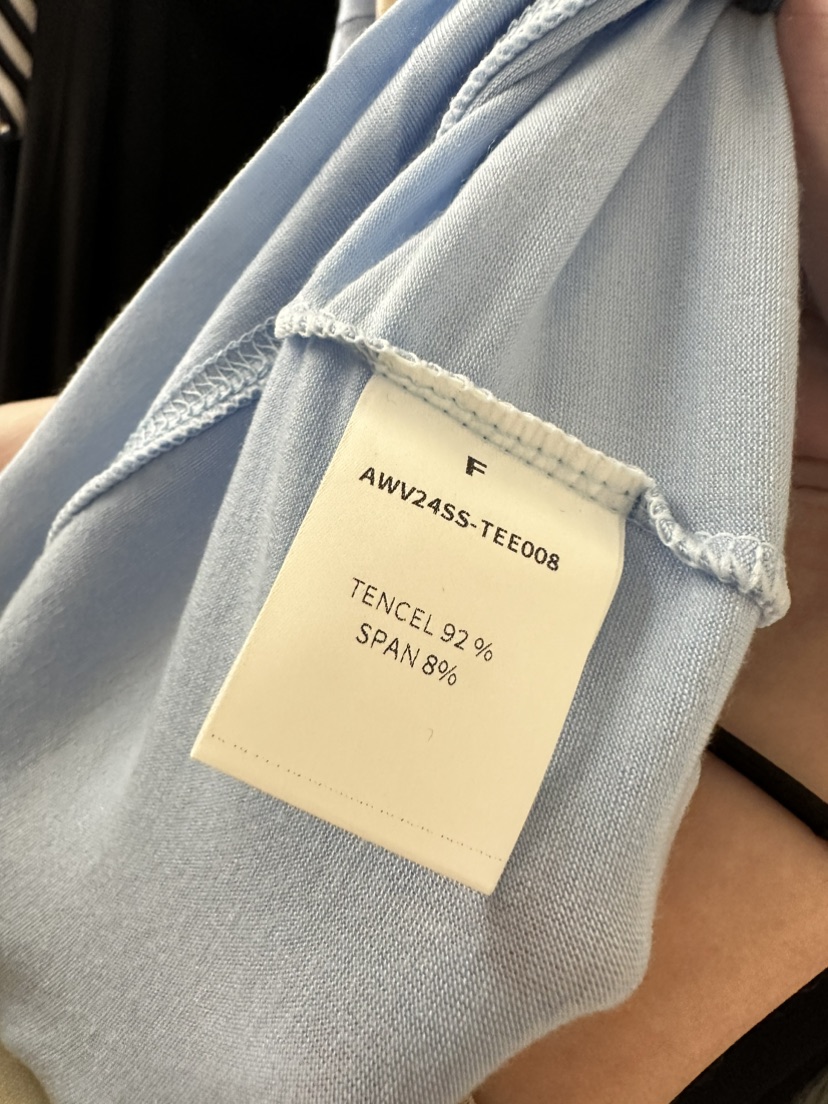 F
AWV24SS-TEE008
TENCEL 92 %
SPAN 8%